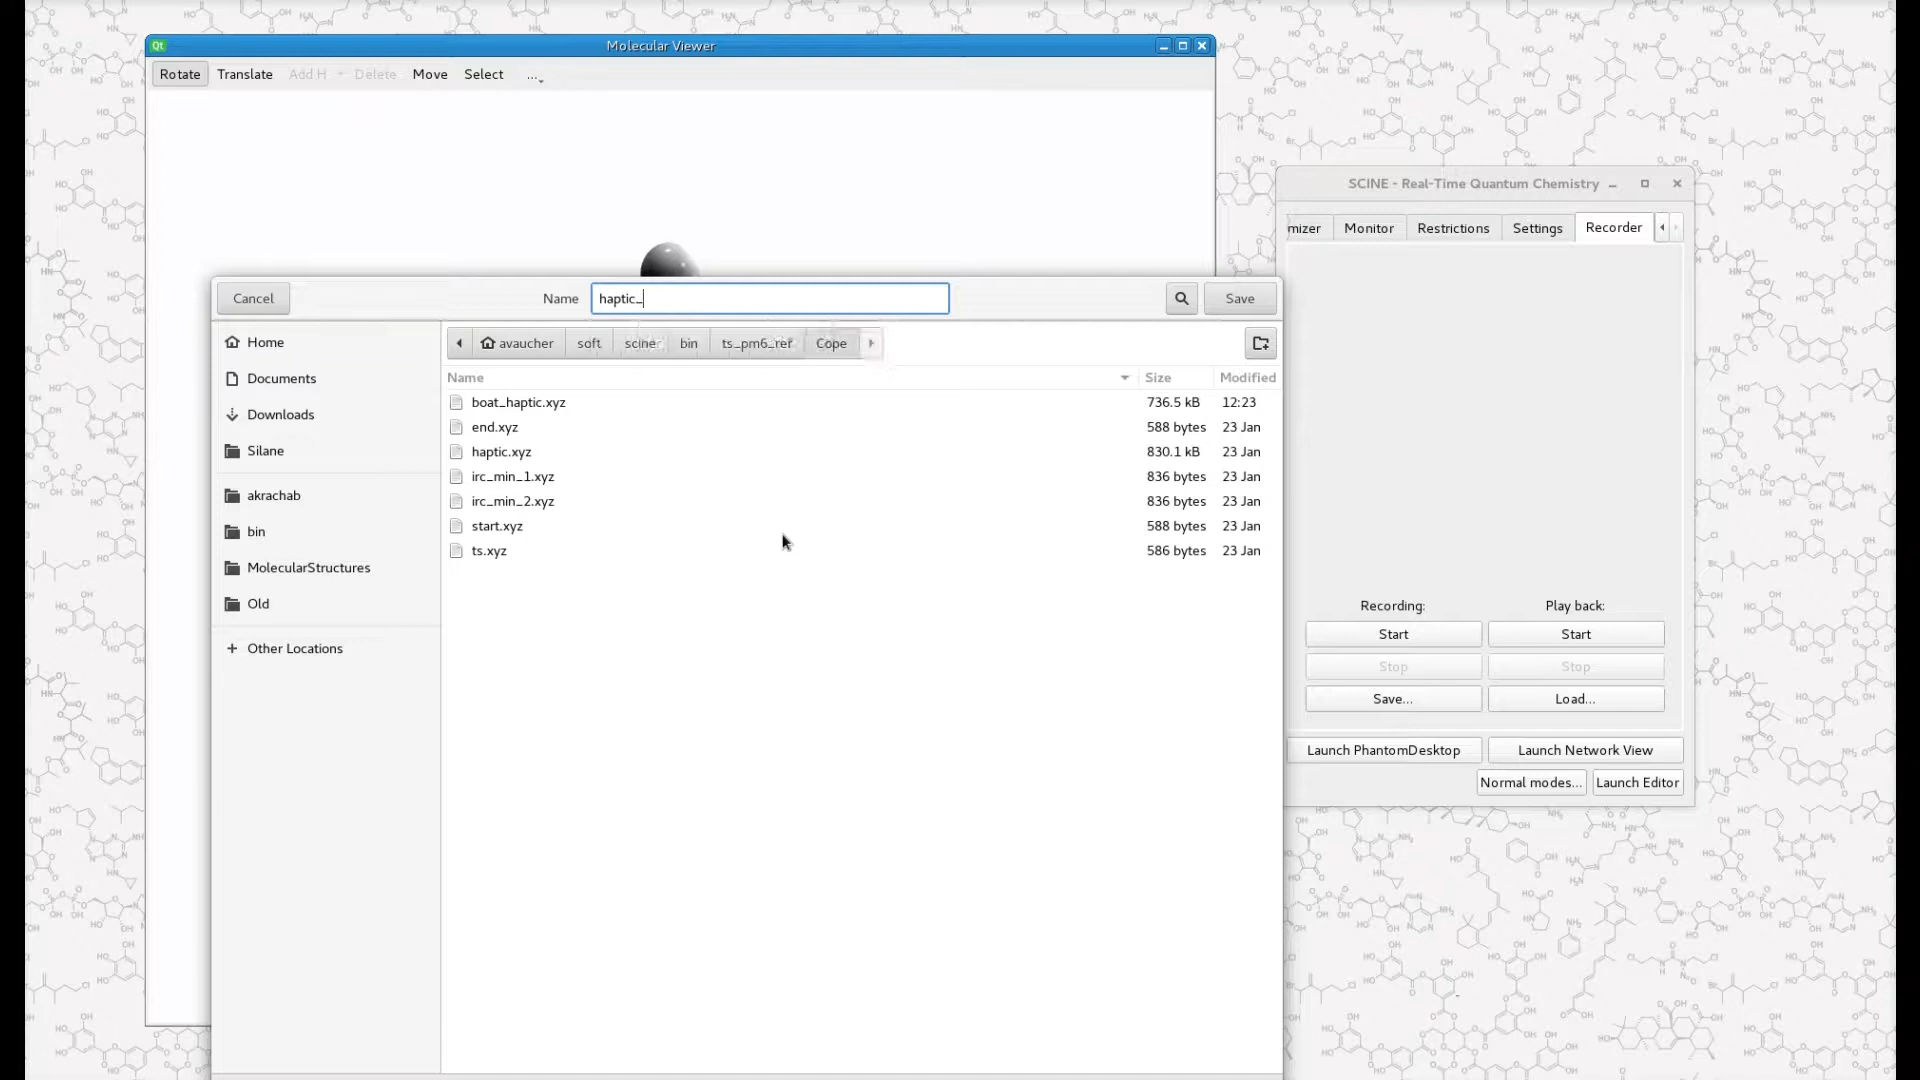 Qt Molecular Viewer
Rotate Translate Add H Delete Move Select ...
SCINE - Real-Time Quantum Chemistry
mizer Monitor Restrictions Settings Recorder
Cancel Name haptic_ Save
Home
Documents
Downloads
Silane
akrachab
bin
MolecularStructures
Old
+ Other Locations
avaucher soft scine bin ts_pm6_ref Cope
Name Size Modified
boat_haptic.xyz 736.5 kB 12:23
end.xyz 588 bytes 23 Jan
haptic.xyz 830.1 kB 23 Jan
irc_min_1.xyz 836 bytes 23 Jan
irc_min_2.xyz 836 bytes 23 Jan
start.xyz 588 bytes 23 Jan
ts.xyz 586 bytes 23 Jan
Recording: Play back:
Start Start
Stop Stop
Save... Load...
Launch PhantomDesktop Launch Network View
Normal modes... Launch Editor